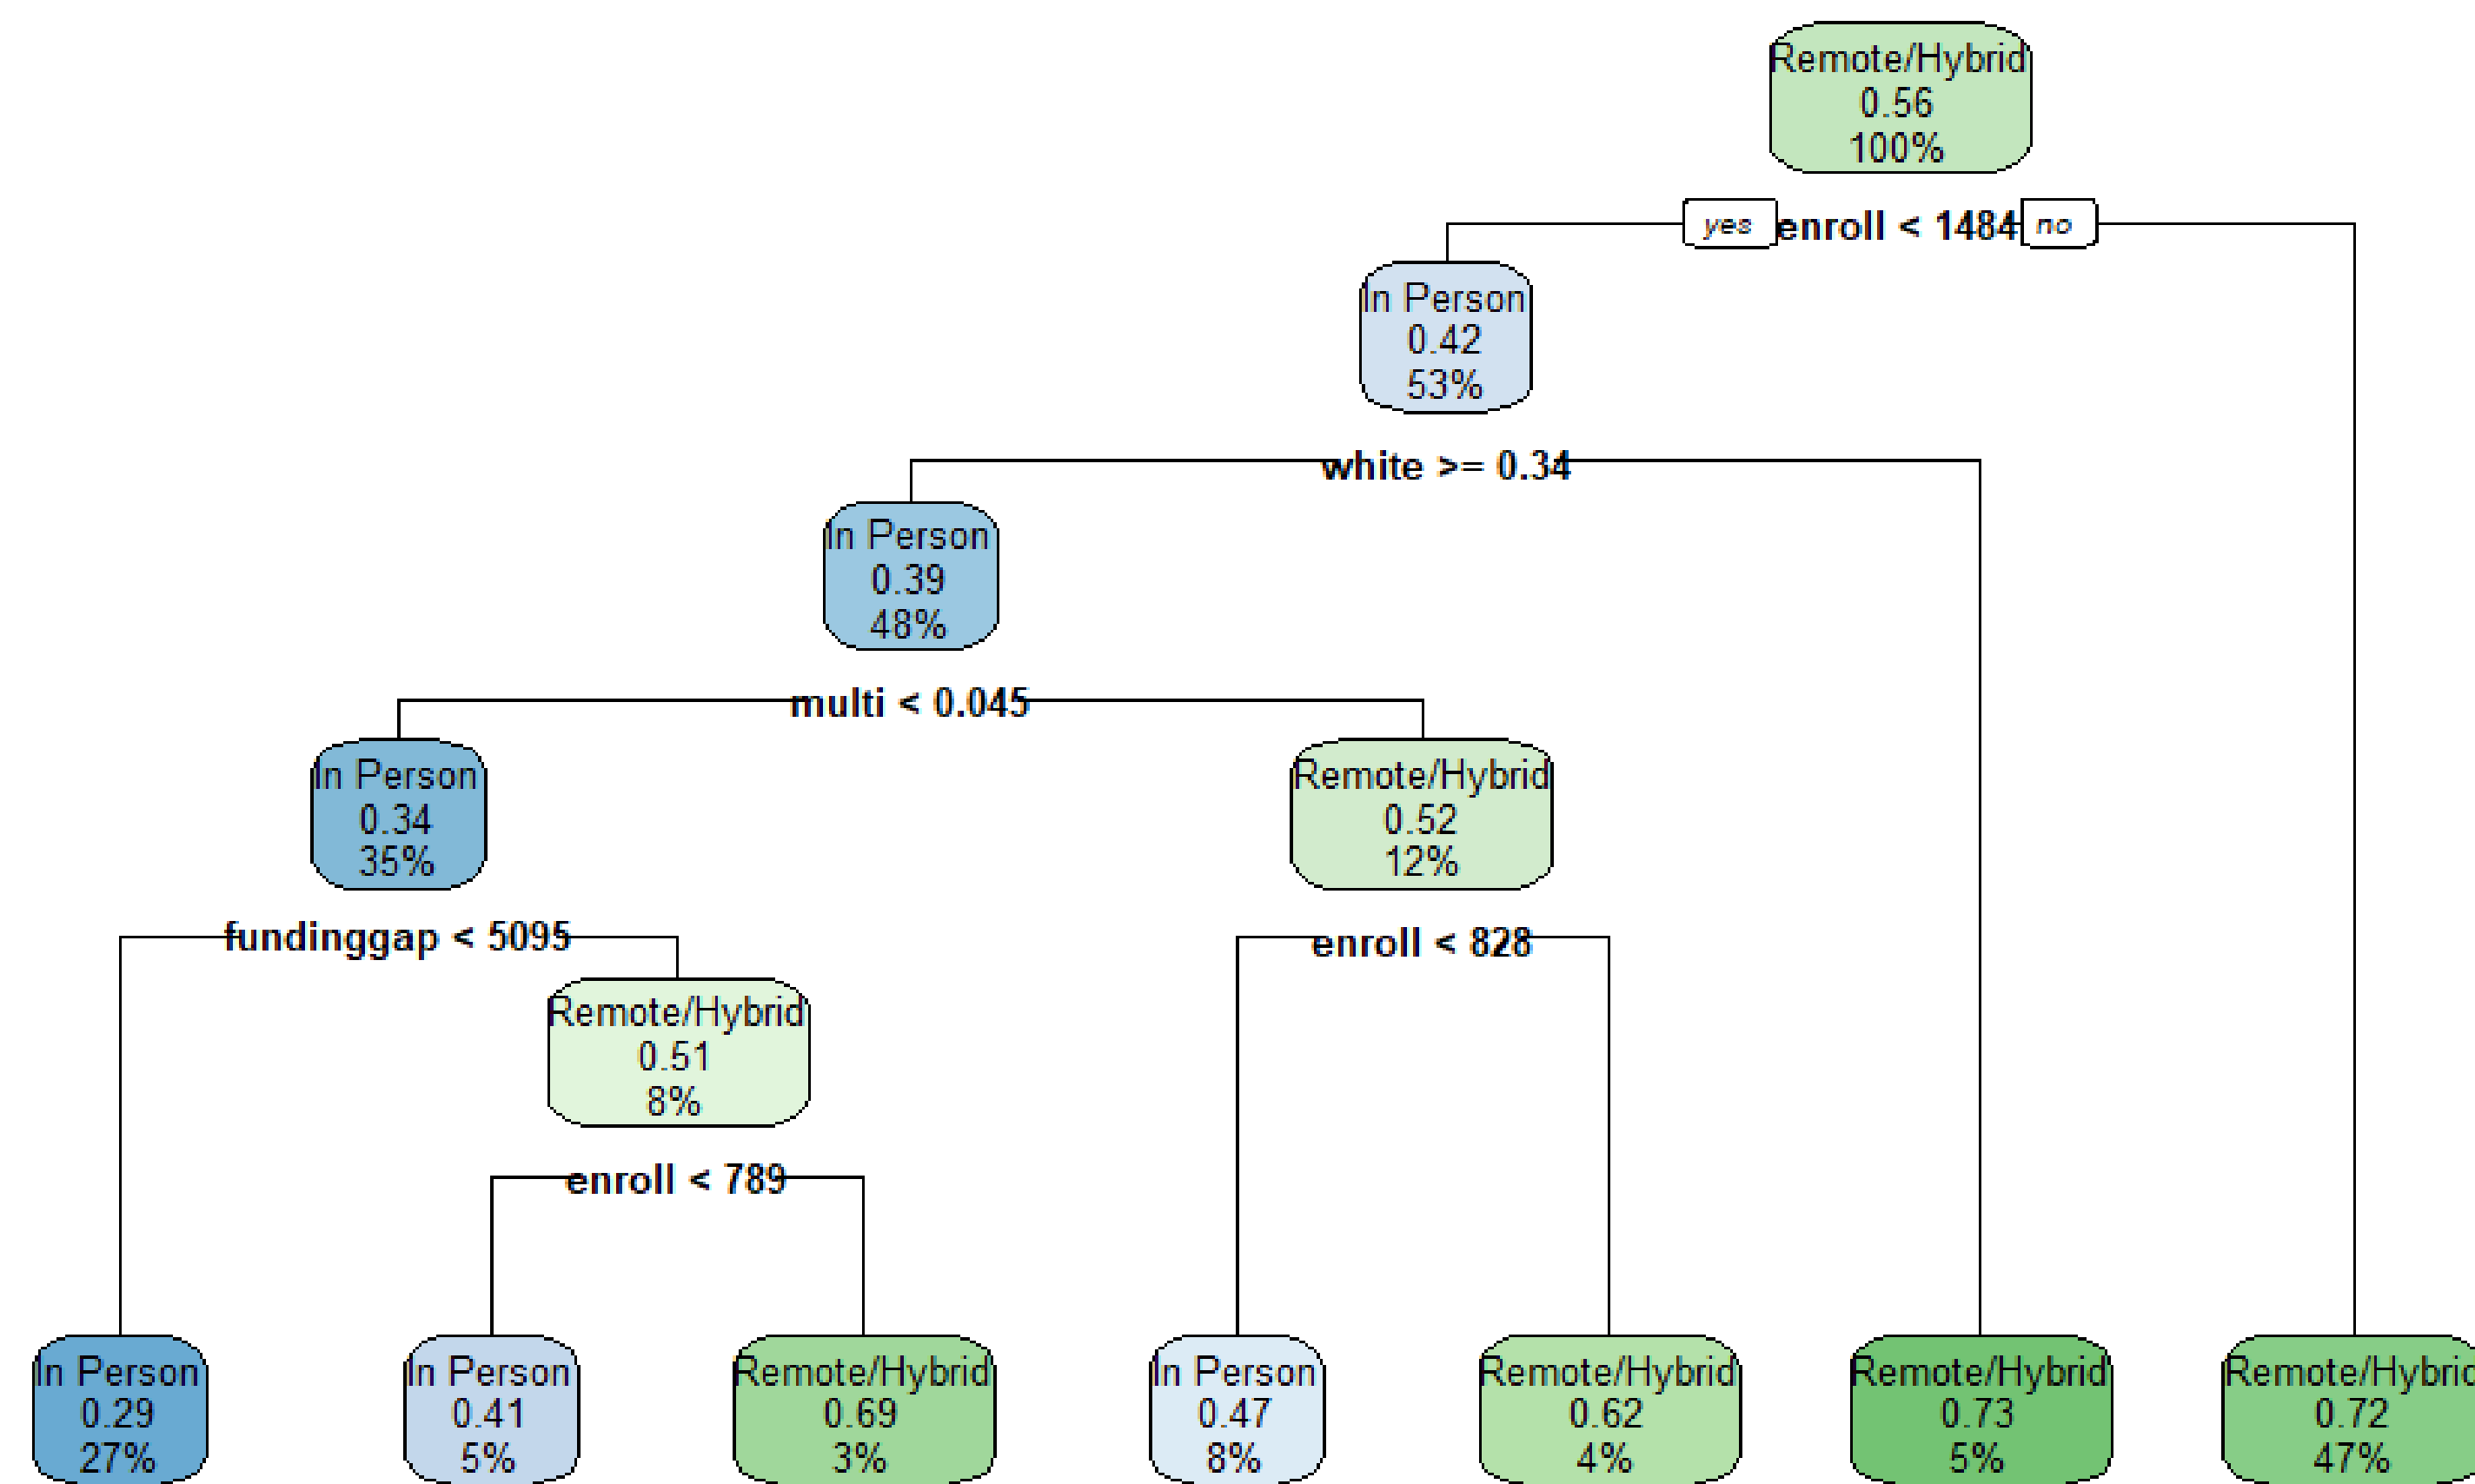 Remote/Hybrid
0.56
100%
yes enroll < 1484 no
In Person
0.42
53%
white >= 0.34
In Person
0.39
48%
multi < 0.045
In Person
0.34
35%
Remote/Hybrid
0.52
12%
fundinggap < 5095
enroll < 828
Remote/Hybrid
0.51
8%
enroll < 789
In Person
0.29
27%
In Person
0.41
5%
Remote/Hybrid
0.69
3%
In Person
0.47
8%
Remote/Hybrid
0.62
4%
Remote/Hybrid
0.73
5%
Remote/Hybrid
0.72
47%